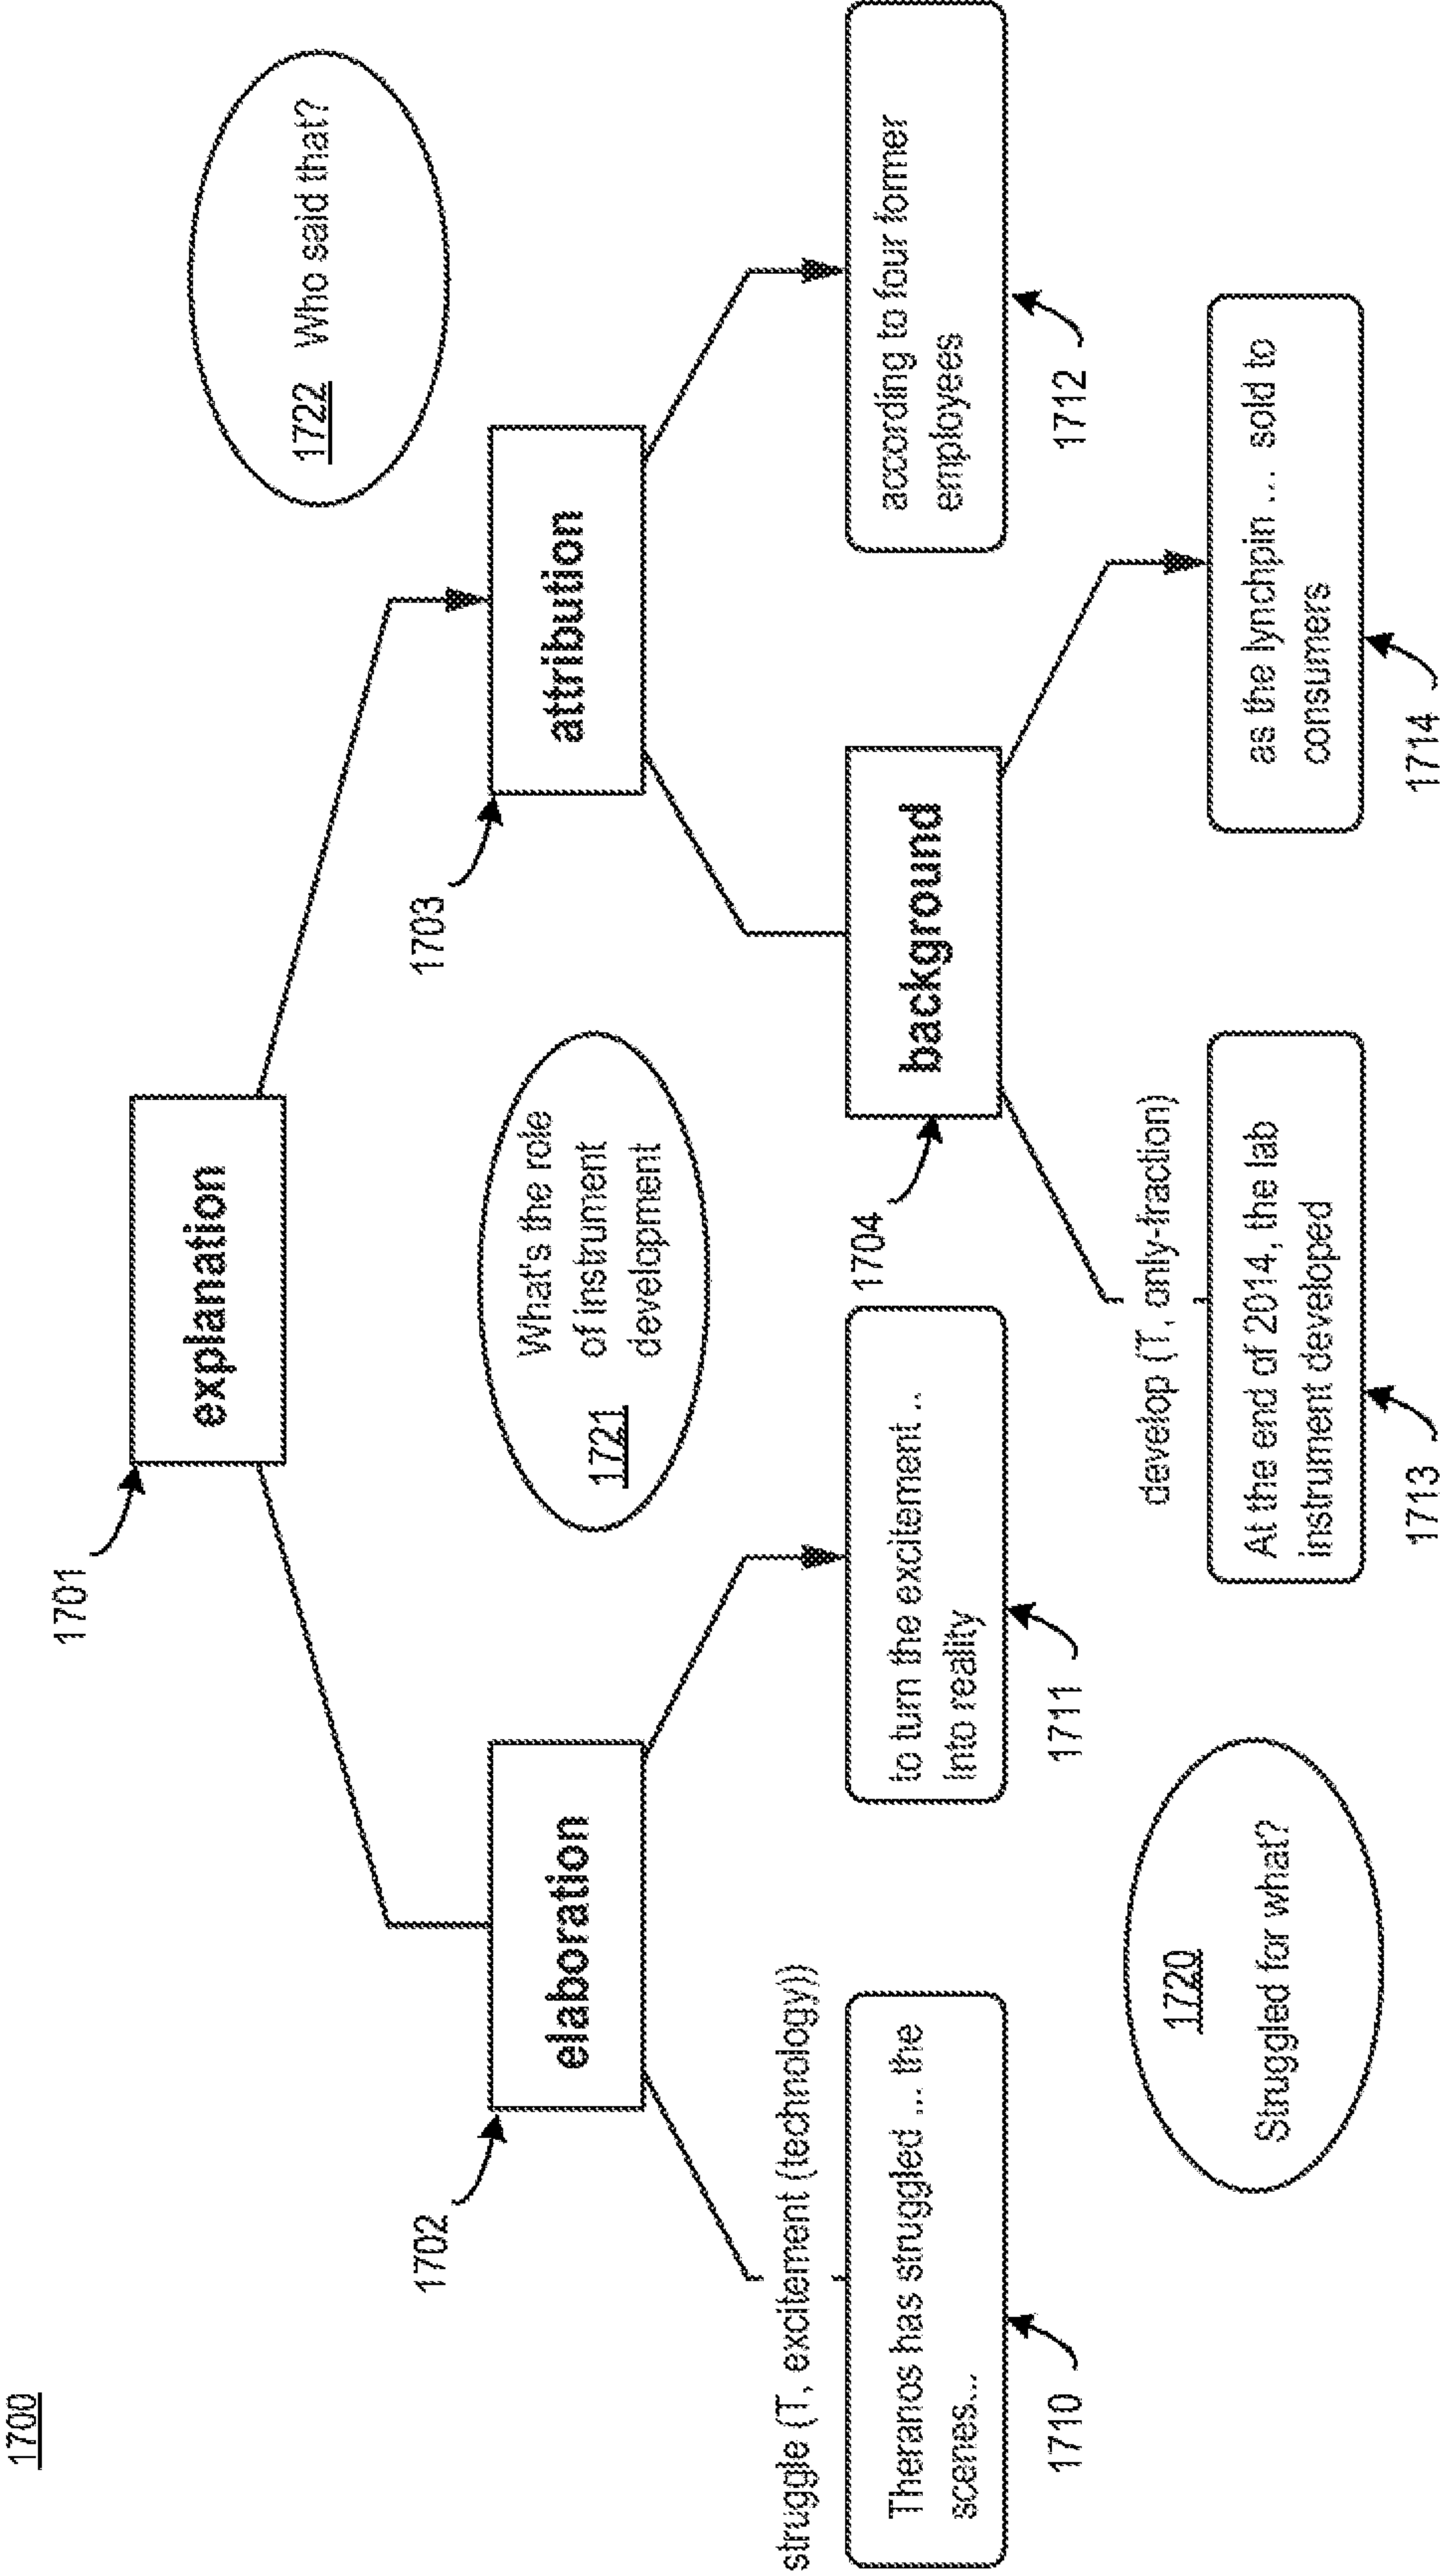 1700
1701
explanation
1722 Who said that?
1702
elaboration
1721
What's the role
of instrument
development
1703
attribution
struggle (T, excitement (technology))
Theranos has struggled ... the
scenes...
1710
to turn the excitement ..
into reality
1711
1704
background
according to four former
employees
1712
1720
Struggled for what?
develop (T, only-fraction)
At the end of 2014, the lab
instrument developed
1713
as the lynchpin ... sold to
consumers
1714